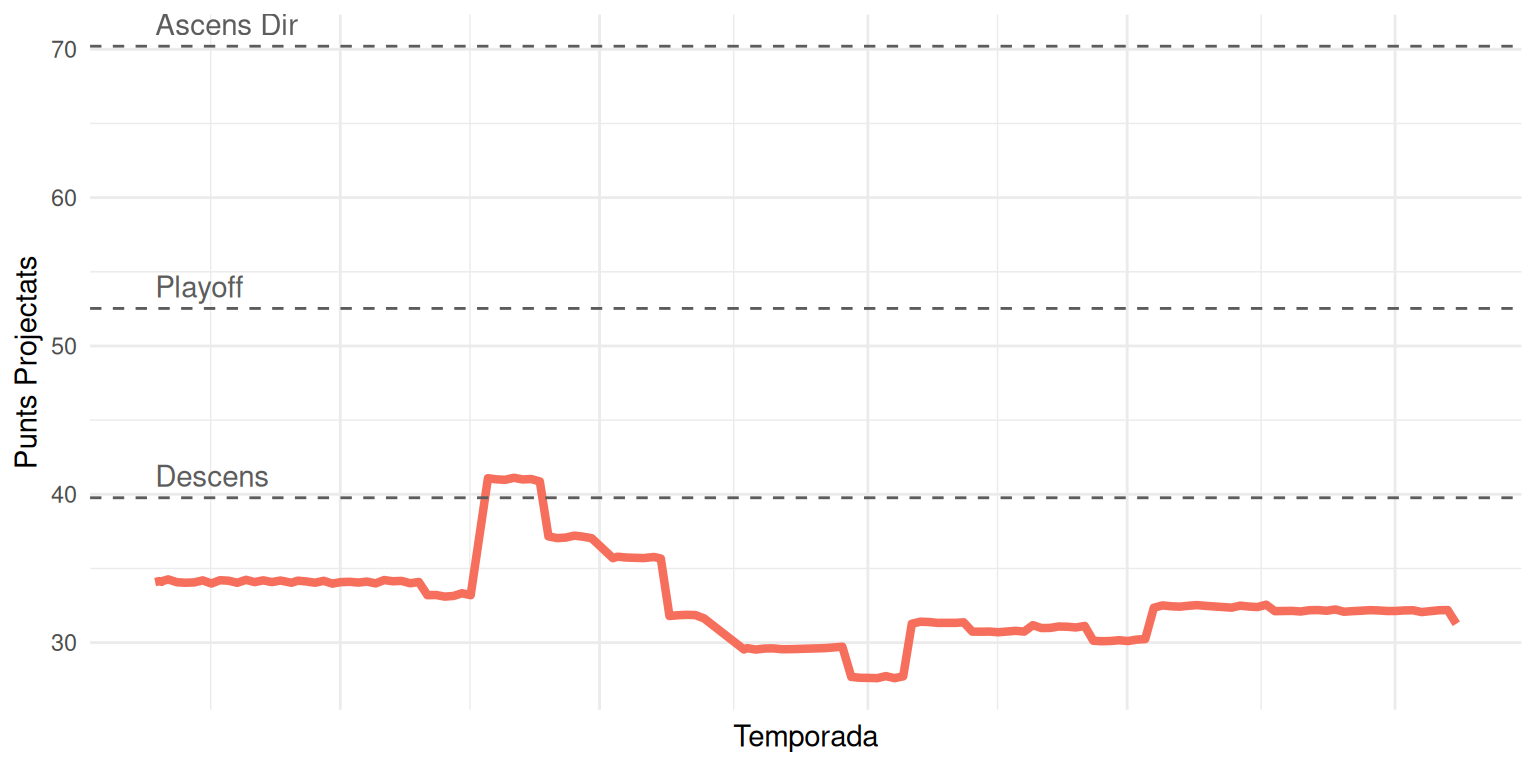 Ascens Dir
70
60
Playoff
50
Descens
40
30
Punts Projectats
Temporada